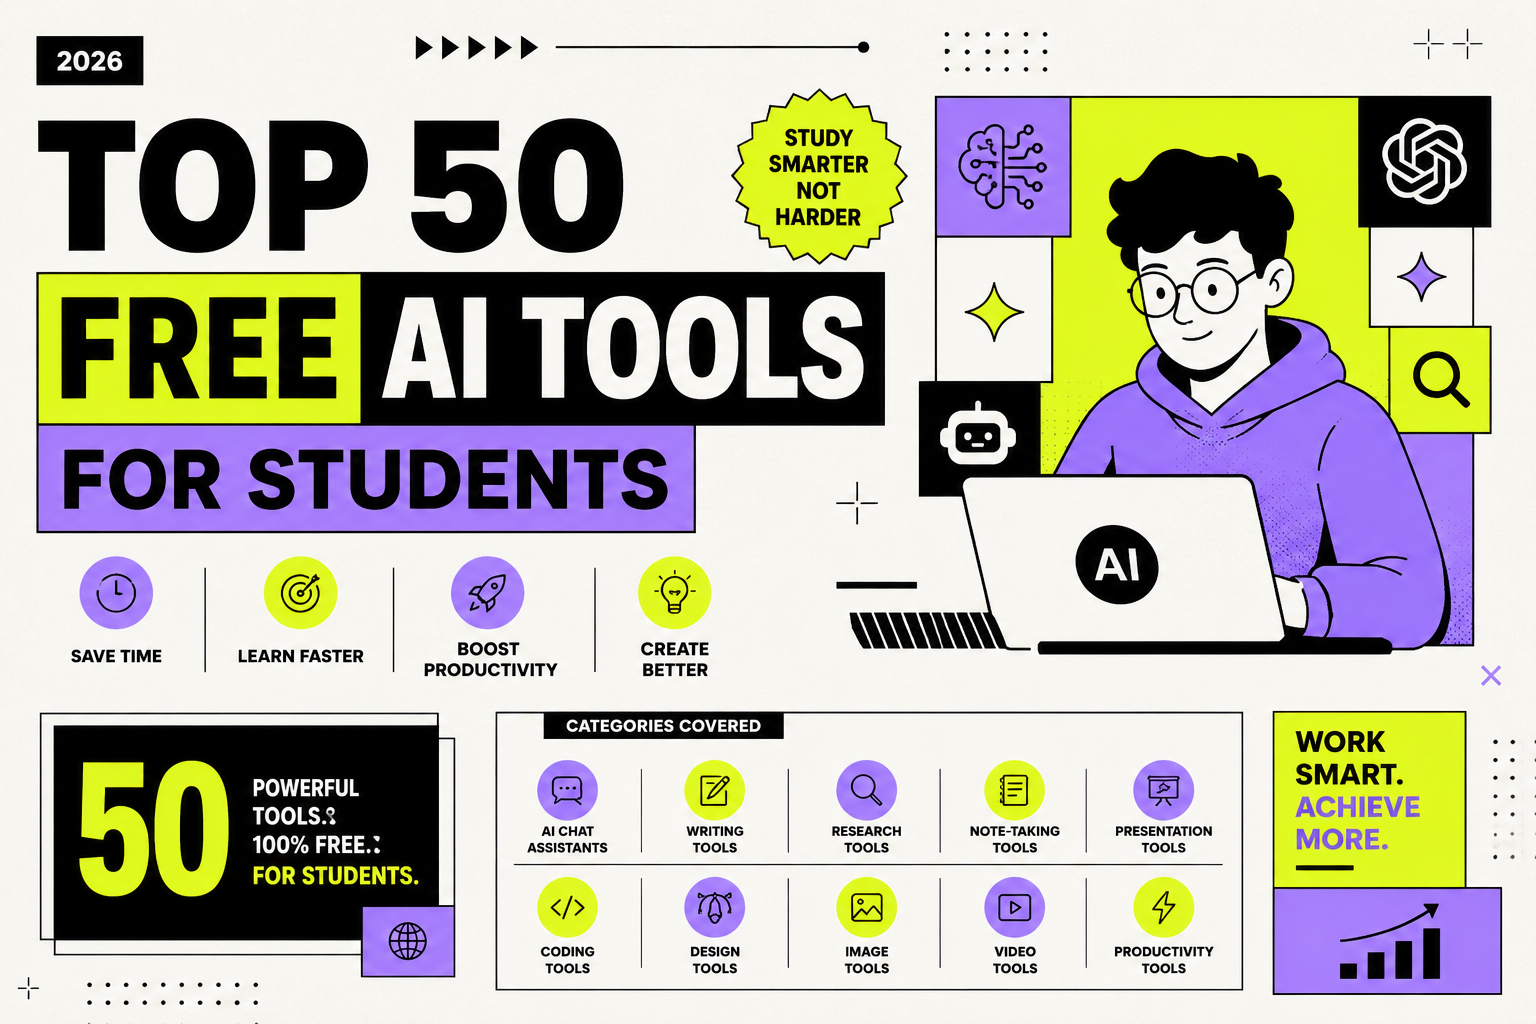 2026
TOP 50
FREE AI TOOLS
FOR STUDENTS
STUDY
SMARTER
NOT
HARDER
AI
SAVE TIME
LEARN FASTER
BOOST
PRODUCTIVITY
CREATE
BETTER
50
POWERFUL
TOOLS.
100% FREE.
FOR STUDENTS.
CATEGORIES COVERED
AI CHAT
ASSISTANTS
WRITING
TOOLS
RESEARCH
TOOLS
NOTE-TAKING
TOOLS
PRESENTATION
TOOLS
CODING
TOOLS
DESIGN
TOOLS
IMAGE
TOOLS
VIDEO
TOOLS
PRODUCTIVITY
TOOLS
WORK
SMART.
ACHIEVE
MORE.